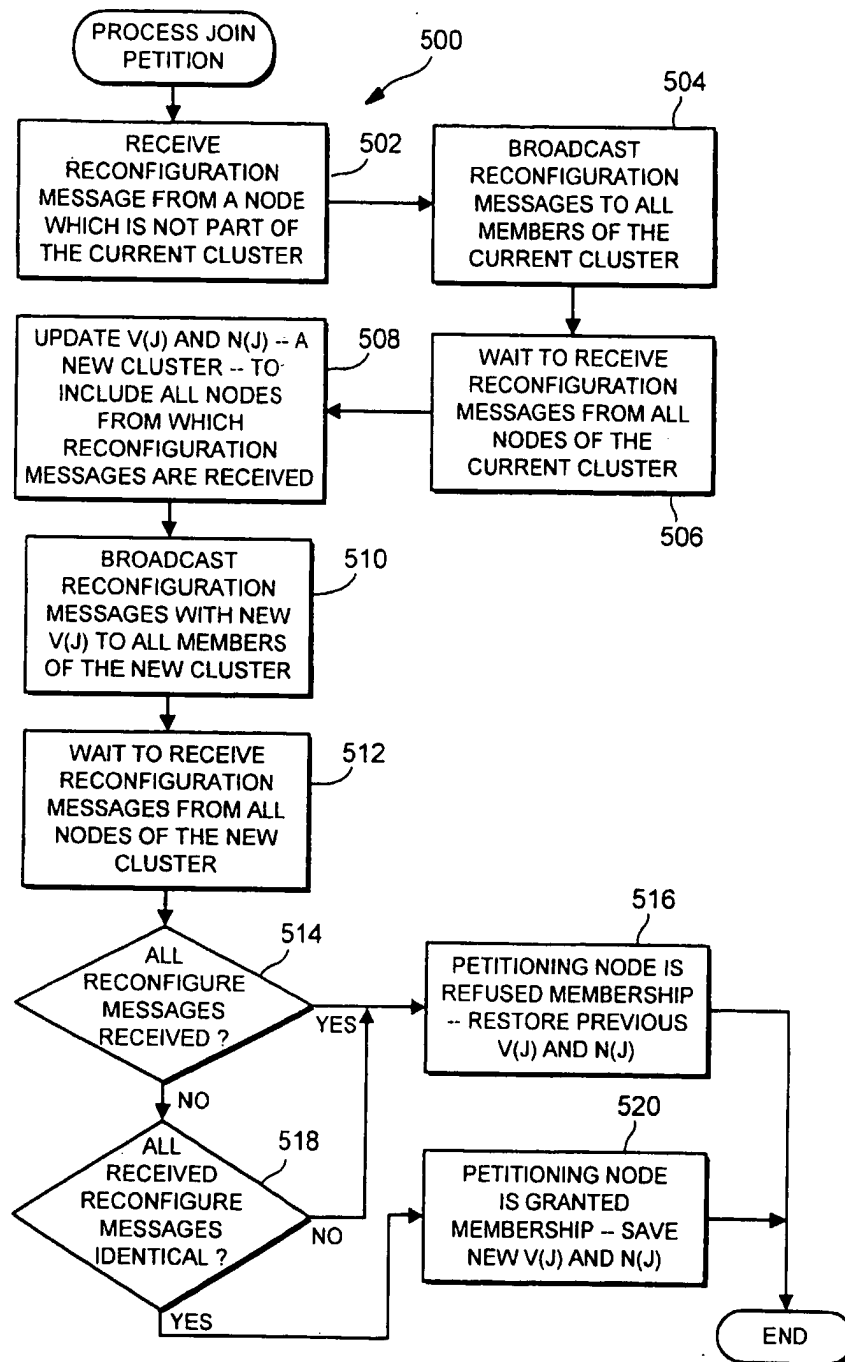 PROCESS JOIN
PETITION
500
RECEIVE
RECONFIGURATION
MESSAGE FROM A NODE
WHICH IS NOT PART OF
THE CURRENT CLUSTER
502
504
BROADCAST
RECONFIGURATION
MESSAGES TO ALL
MEMBERS OF THE
CURRENT CLUSTER
UPDATE V(J) AND N(J) -- A
NEW CLUSTER -- TO
INCLUDE ALL NODES
FROM WHICH
RECONFIGURATION
MESSAGES ARE RECEIVED
508
WAIT TO RECEIVE
RECONFIGURATION
MESSAGES FROM ALL
NODES OF THE
CURRENT CLUSTER
506
BROADCAST
RECONFIGURATION
MESSAGES WITH NEW
V(J) TO ALL MEMBERS
OF THE NEW CLUSTER
510
WAIT TO RECEIVE
RECONFIGURATION
MESSAGES FROM ALL
NODES OF THE NEW
CLUSTER
512
ALL
RECONFIGURE
MESSAGES
RECEIVED ?
514
YES
NO
516
PETITIONING NODE IS
REFUSED MEMBERSHIP
-- RESTORE PREVIOUS
V(J) AND N(J)
ALL
RECEIVED
RECONFIGURE
MESSAGES
IDENTICAL ?
518
NO
YES
520
PETITIONING NODE
IS GRANTED
MEMBERSHIP -- SAVE
NEW V(J) AND N(J)
END